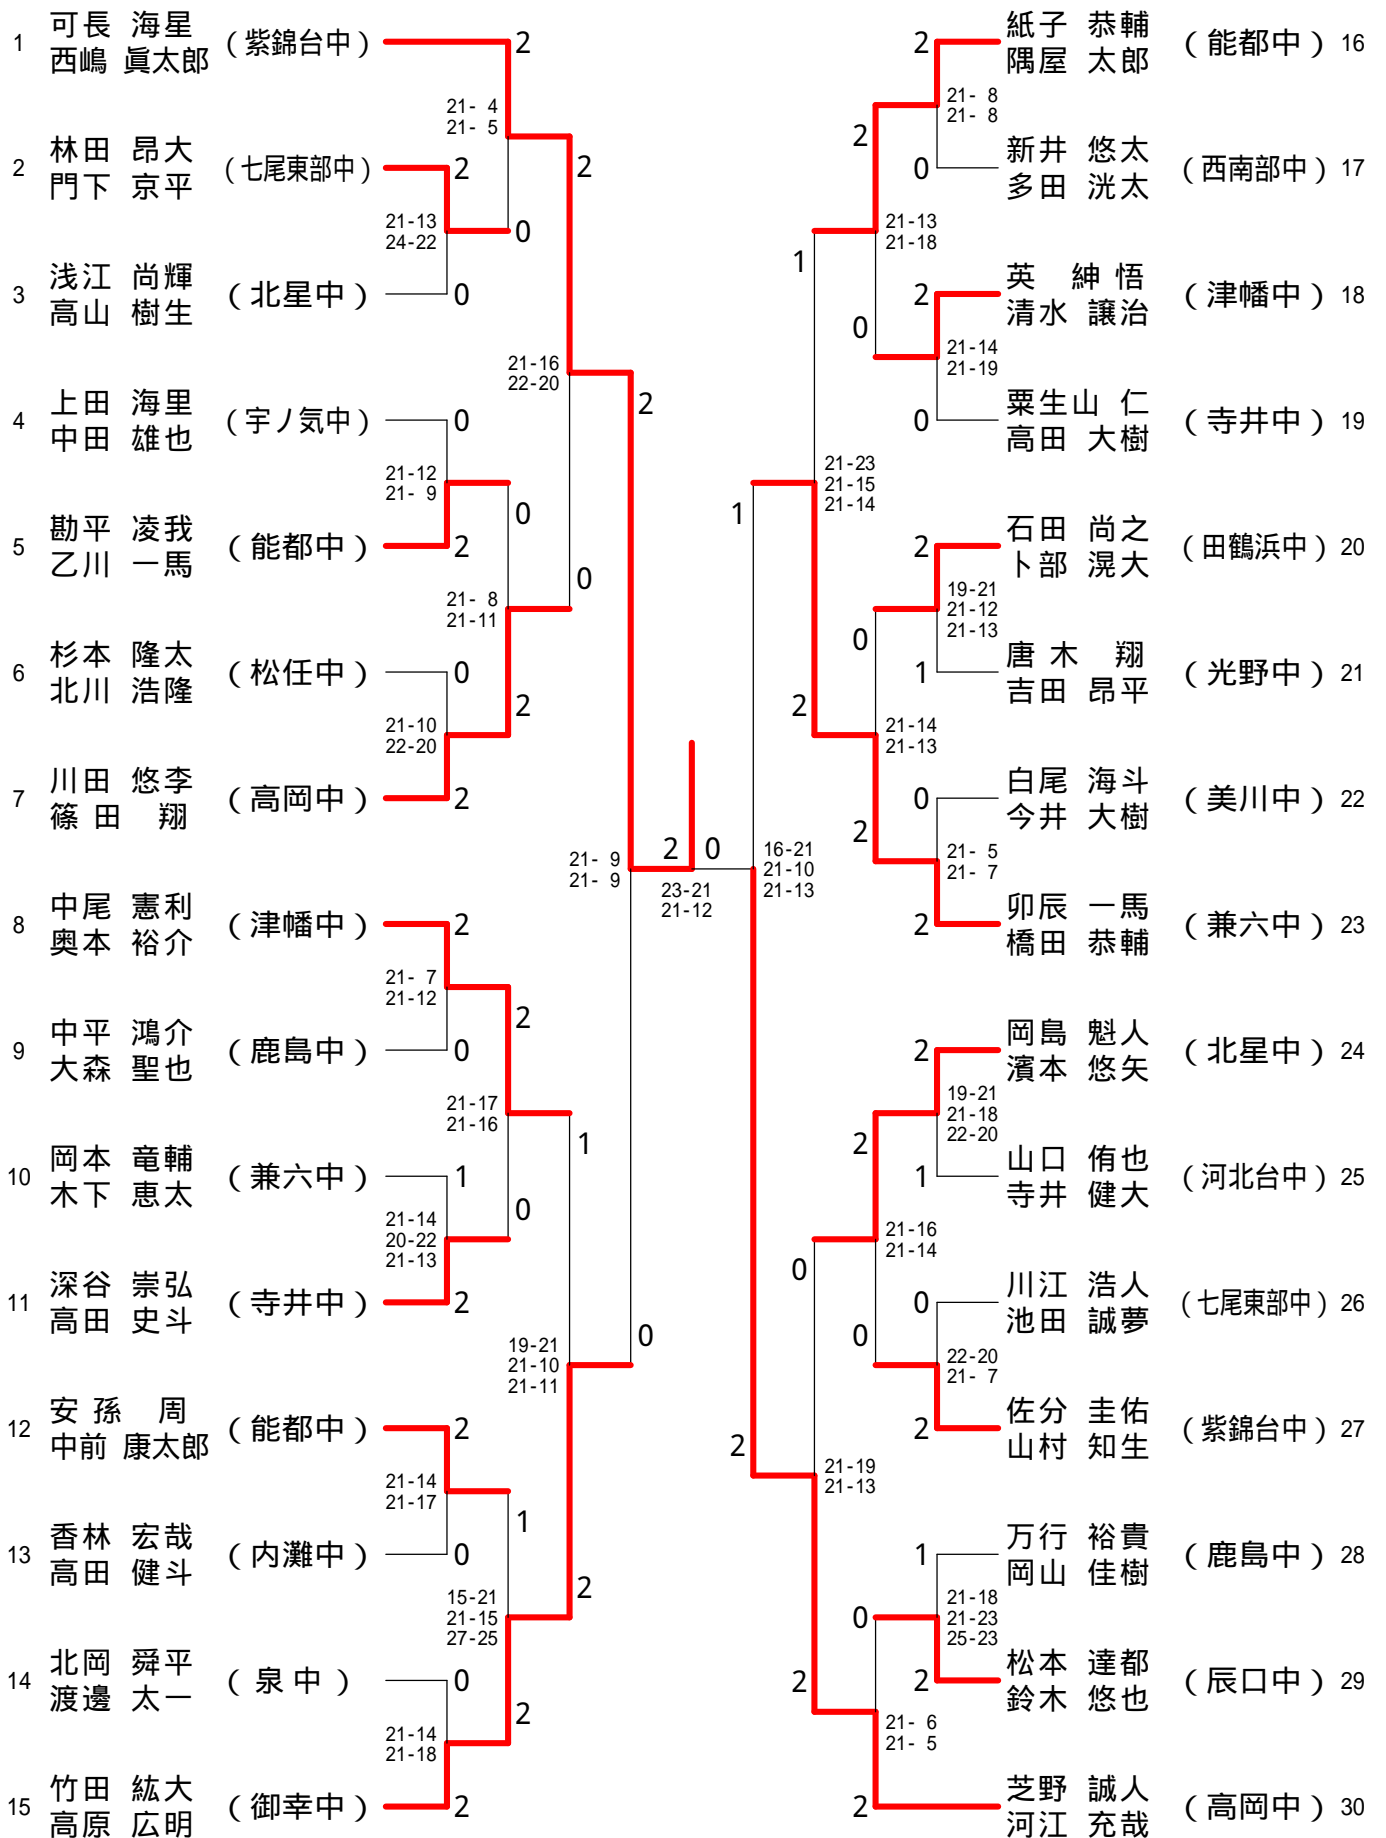 1 可長 海星 (紫錦台中) 2
西嶋 眞太郎
21- 4
21- 5
2
2 林田 昂大 (七尾東部中) 2
門下 京平
21-13
24-22
0
3 浅江 尚輝 (北星中) 0
高山 樹生
21-16
22-20
2
4 上田 海里 (宇ノ気中) 0
中田 雄也
21-12
21- 9
0
5 勘平 凌我 (能都中) 2
乙川 一馬
0
21- 8
21-11
6 杉本 隆太 (松任中) 0
北川 浩隆
2
21-10
22-20
7 川田 悠李 (高岡中) 2
篠田 翔
21- 9
21- 9
8 中尾 憲利 (津幡中) 2
奥本 裕介
21- 7
21-12
2
9 中平 鴻介 (鹿島中) 0
大森 聖也
21-17
21-16
1
10 岡本 竜輔 (兼六中) 1
木下 恵太
0
21-14
20-22
21-13
11 深谷 崇弘 (寺井中) 2
高田 史斗
0
19-21
21-10
21-11
12 安孫 周 (能都中) 2
中前 康太郎
21-14
21-17
1
13 香林 宏哉 (内灘中) 0
高田 健斗
2
15-21
21-15
27-25
14 北岡 舜平 (泉中) 0
渡邊 太一
2
21-14
21-18
15 竹田 紘大 (御幸中) 2
高原 広明
2 0
23-21
21-12
2 紙子 恭輔 (能都中) 16
隅屋 太郎
21- 8
21- 8
2
0 新井 悠太 (西南部中) 17
多田 洸太
21-13
21-18
1
2 英 紳悟 (津幡中) 18
清水 譲治
0
21-14
21-19
0 粟生山 仁 (寺井中) 19
高田 大樹
21-23
21-15
21-14
1
2 石田 尚之 (田鶴浜中) 20
卜部 滉大
19-21
21-12
21-13
0
1 唐木 翔 (光野中) 21
吉田 昂平
2
21-14
21-13
0 白尾 海斗 (美川中) 22
今井 大樹
2
21- 5
21- 7
16-21
21-10
21-13
2 卯辰 一馬 (兼六中) 23
橋田 恭輔
2 岡島 魁人 (北星中) 24
濱本 悠矢
19-21
21-18
22-20
2
1 山口 侑也 (河北台中) 25
寺井 健大
21-16
21-14
0
0 川江 浩人 (七尾東部中) 26
池田 誠夢
0
22-20
21- 7
2 佐分 圭佑 (紫錦台中) 27
山村 知生
2
21-19
21-13
1 万行 裕貴 (鹿島中) 28
岡山 佳樹
21-18
21-23
25-23
0
2 松本 達都 (辰口中) 29
鈴木 悠也
2
21- 6
21- 5
2 芝野 誠人 (高岡中) 30
河江 充哉